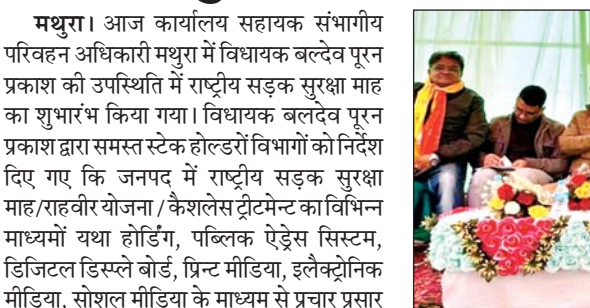 मथुरा। आज कार्यालय सहायक संभागीय
परिवहन अधिकारी मथुरा में विधायक बल्देव पूरन
प्रकाश की उपस्थिति में राष्ट्रीय सड़क सुरक्षा माह
का शुभारंभ किया गया। विधायक बलदेव पूरन
प्रकाश द्वारा समस्त स्टेक होल्डरों विभागों को निर्देश
दिए गए कि जनपद में राष्ट्रीय सड़क सुरक्षा
माह/राहवीर योजना / कैशलेस ट्रीटमेन्ट का विभिन्न
माध्यमों यथा होर्डिंग, पब्लिक ऐड्रेस सिस्टम,
डिजिटल डिस्प्ले बोर्ड, प्रिन्ट मीडिया, इलैक्ट्रोनिक
मीडिया, सोशल मीडिया के माध्यम से प्रचार प्रसार